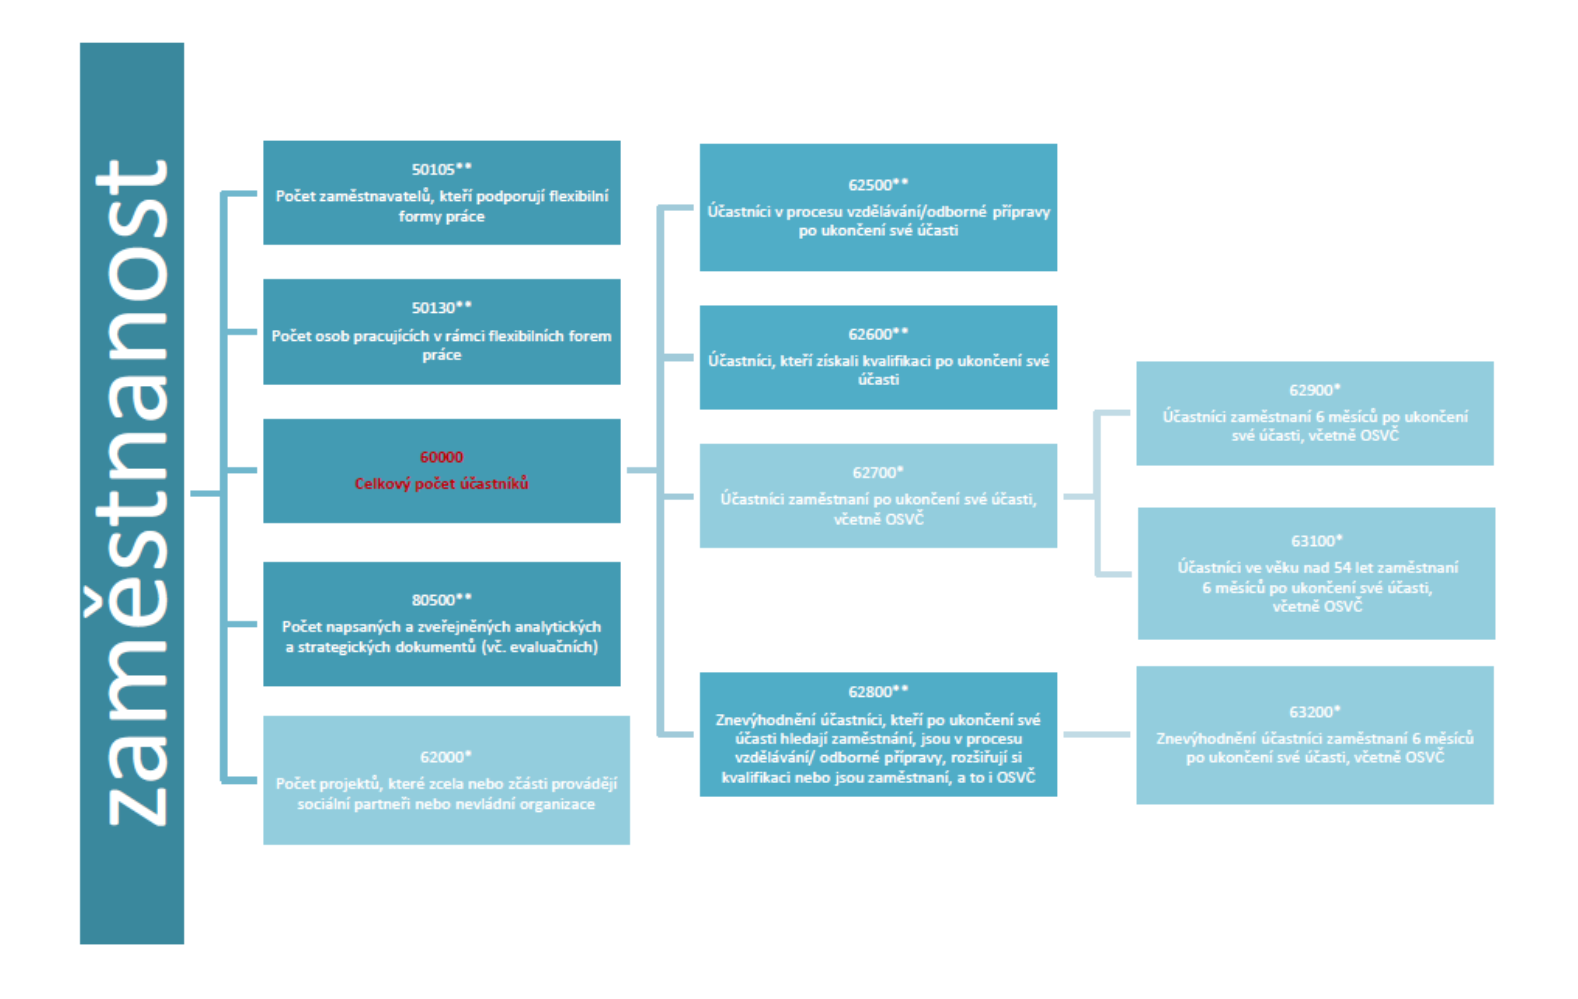 zaměstnanost
50105**
Počet zaměstnavatelů, kteří podporují flexibilní
formy práce
50130**
Počet osob pracujících v rámci flexibilních forem
práce
60000
Celkový počet účastníků
80500**
Počet napsaných a zveřejněných analytických
a strategických dokumentů (vč. evaluačních)
62000*
Počet projektů, které zcela nebo zčásti provádějí
sociální partneři nebo nevládní organizace
62500**
Účastníci v procesu vzdělávání/odborné přípravy
po ukončení své účasti
62600**
Účastníci, kteří získali kvalifikaci po ukončení své
účasti
62700*
Účastníci zaměstnaní po ukončení své účasti,
včetně OSVČ
62800**
Znevýhodnění účastníci, kteří po ukončení své
účasti hledají zaměstnání, jsou v procesu
vzdělávání/ odborné přípravy, rozšiřují si
kvalifikaci nebo jsou zaměstnaní, a to i OSVČ
62900*
Účastníci zaměstnaní 6 měsíců po ukončení
své účasti, včetně OSVČ
63100*
Účastníci ve věku nad 54 let zaměstnaní
6 měsíců po ukončení své účasti,
včetně OSVČ
63200*
Znevýhodnění účastníci zaměstnaní 6 měsíců
po ukončení své účasti, včetně OSVČ